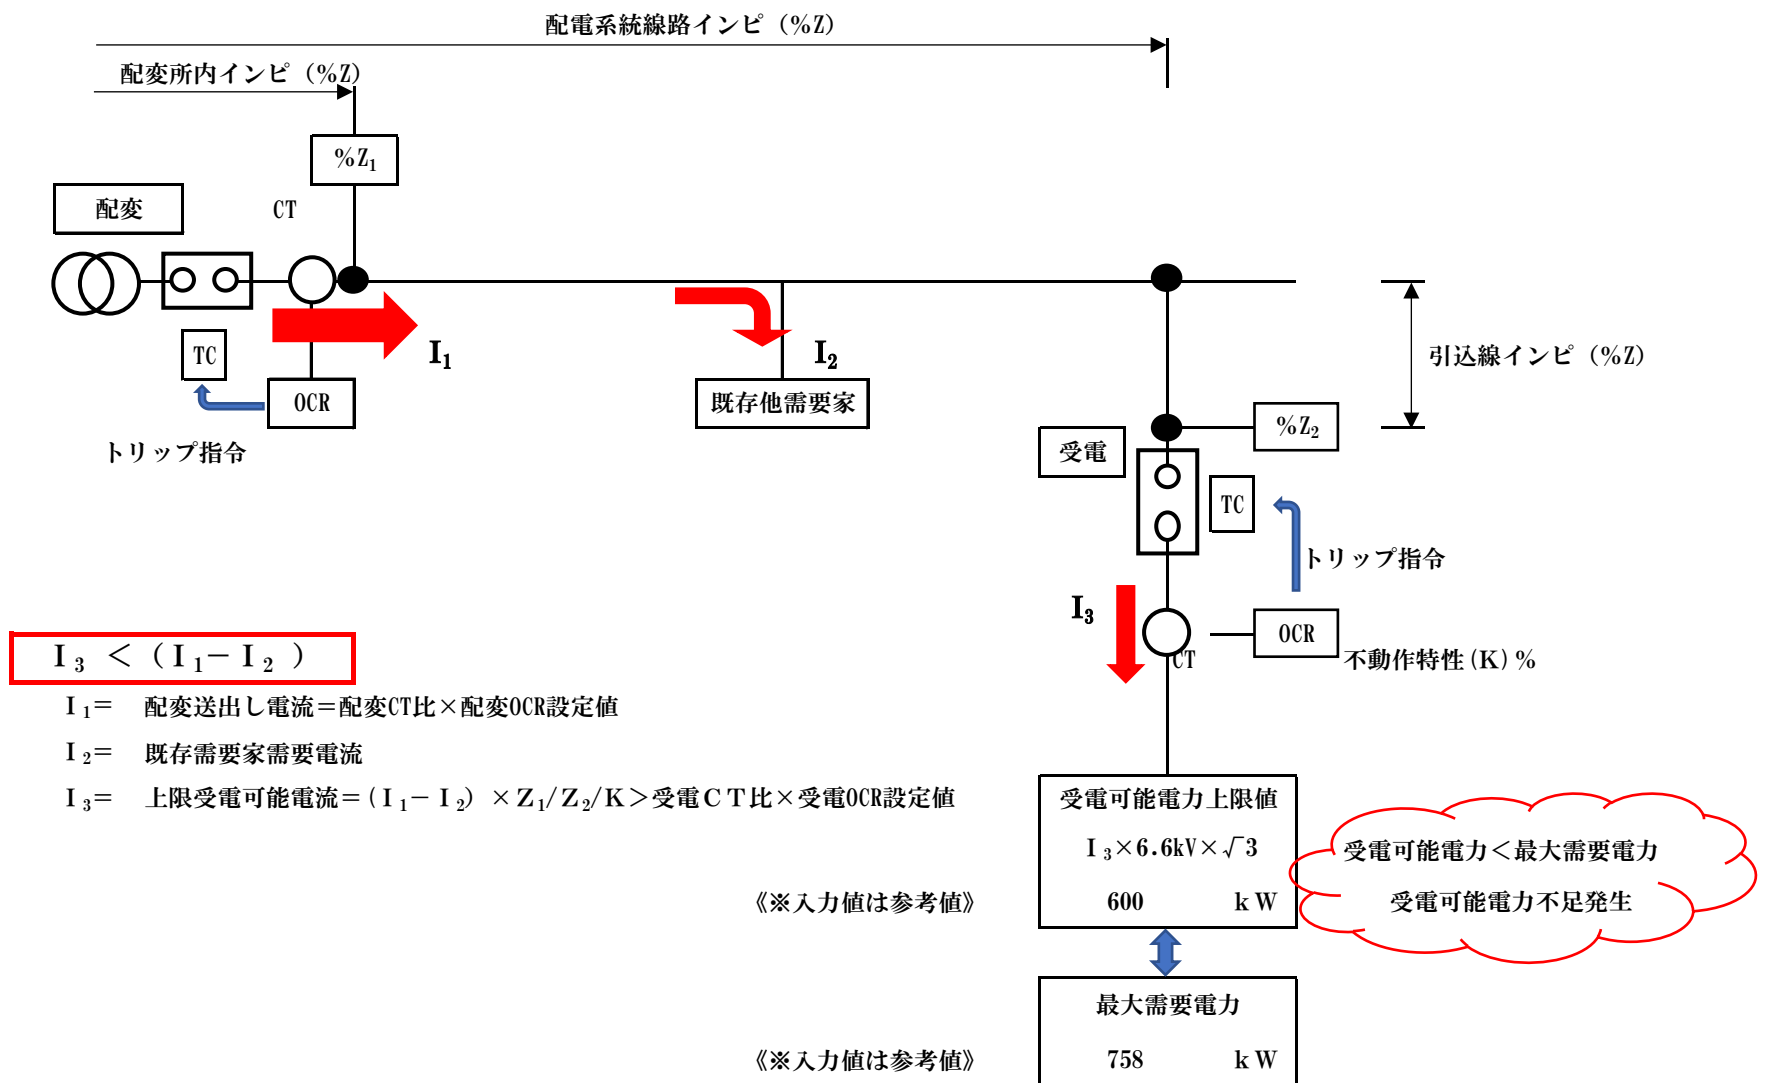 配電系統線路インピ（%Z）
配変所内インピ（%Z）
%Z1
配変
CT
TC
I1
I2
OCR
既存他需要家
引込線インピ（%Z）
トリップ指令
受電
%Z2
TC
トリップ指令
I3
CT
OCR
不動作特性(K)%
I3 ＜（I1－I2 ）
I1＝ 配変送出し電流＝配変CT比×配変OCR設定値
I2＝ 既存需要家需要電流
I3＝ 上限受電可能電流＝(I1－I2) ×Z1/Z2/K＞受電ＣＴ比×受電OCR設定値
受電可能電力上限値
I3×6.6kV×√3
600 kW
《※入力値は参考値》
受電可能電力＜最大需要電力
受電可能電力不足発生
最大需要電力
758 kW
《※入力値は参考値》